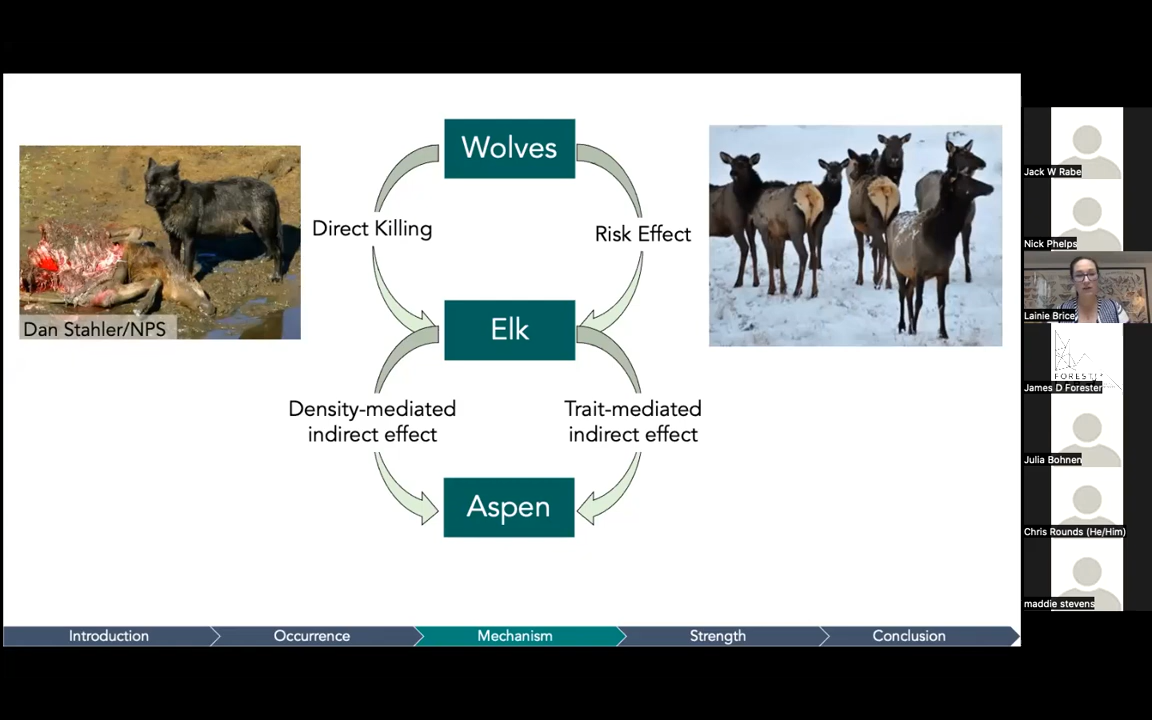 Wolves
Direct Killing
Risk Effect
Dan Stahler/NPS
Elk
Density-mediated
indirect effect
Trait-mediated
indirect effect
Aspen
Introduction
Occurrence
Mechanism
Strength
Conclusion
Jack W Rabe
Nick Phelps
Lainie Brice
FOREST
James D Forester
Julia Bohnen
Chris Rounds (He/Him)
maddie stevens